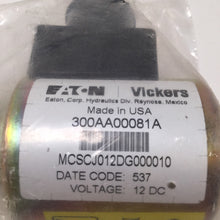 EATON Vickers
Eaton, Corp. Hydraulics Div. Reynosa, Mexico
Made in USA
300AA00081A
MCSCJ012DG000010
DATE CODE: 537
VOLTAGE: 12 DC